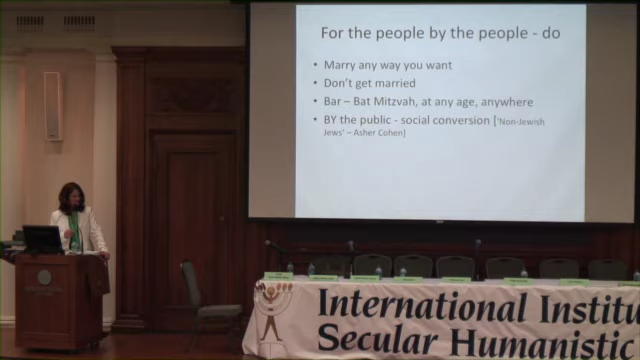 For the people by the people - do
• Marry any way you want
• Don't get married
• Bar – Bat Mitzvah, at any age, anywhere
• BY the public - social conversion ['Non-Jewish
Jews' – Asher Cohen]
International Institu
Secular Humanistic